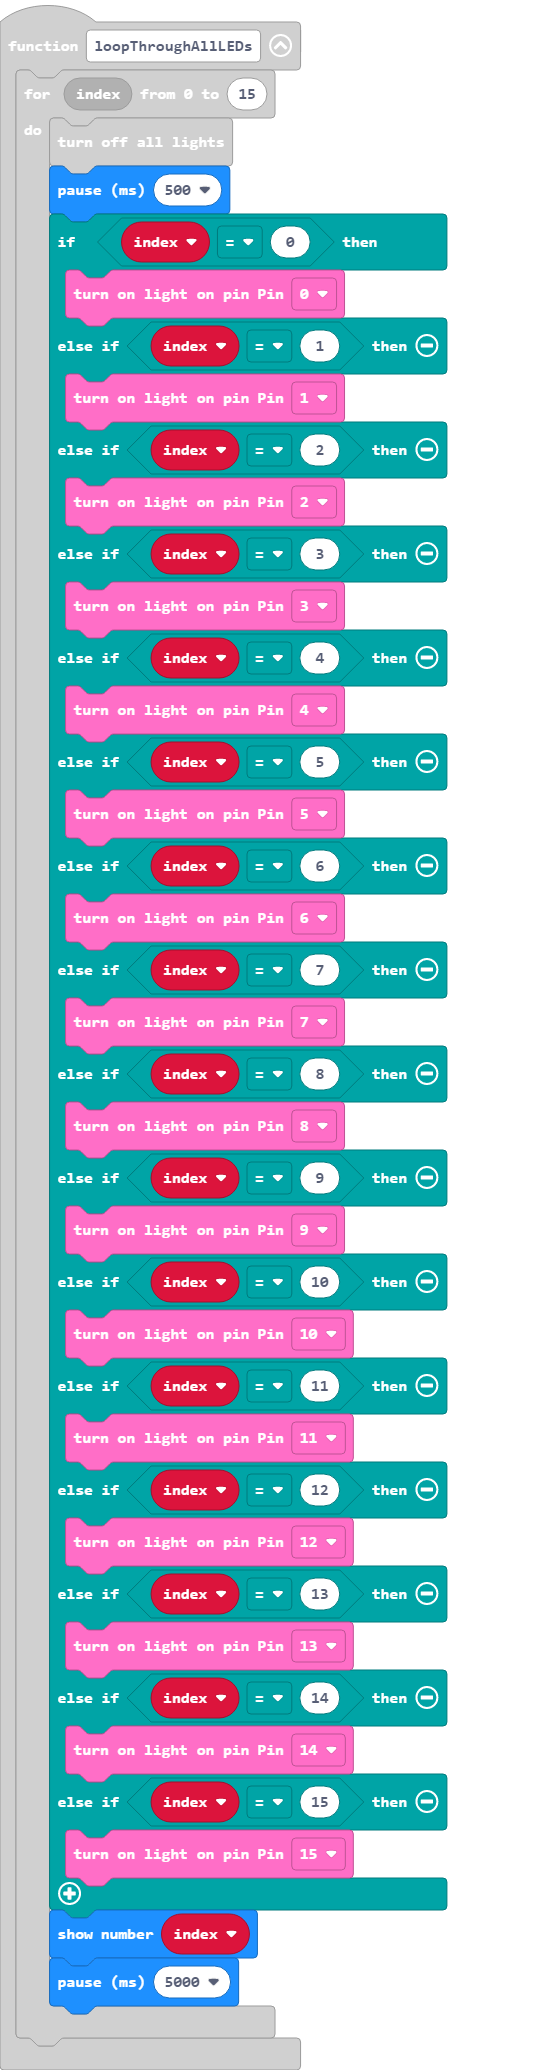 function loopThroughAllLEDs
for index from 0 to 15
do
turn off all lights
pause (ms) 500
if index = 0 then
turn on light on pin Pin 0
else if index = 1 then
turn on light on pin Pin 1
else if index = 2 then
turn on light on pin Pin 2
else if index = 3 then
turn on light on pin Pin 3
else if index = 4 then
turn on light on pin Pin 4
else if index = 5 then
turn on light on pin Pin 5
else if index = 6 then
turn on light on pin Pin 6
else if index = 7 then
turn on light on pin Pin 7
else if index = 8 then
turn on light on pin Pin 8
else if index = 9 then
turn on light on pin Pin 9
else if index = 10 then
turn on light on pin Pin 10
else if index = 11 then
turn on light on pin Pin 11
else if index = 12 then
turn on light on pin Pin 12
else if index = 13 then
turn on light on pin Pin 13
else if index = 14 then
turn on light on pin Pin 14
else if index = 15 then
turn on light on pin Pin 15
show number index
pause (ms) 5000